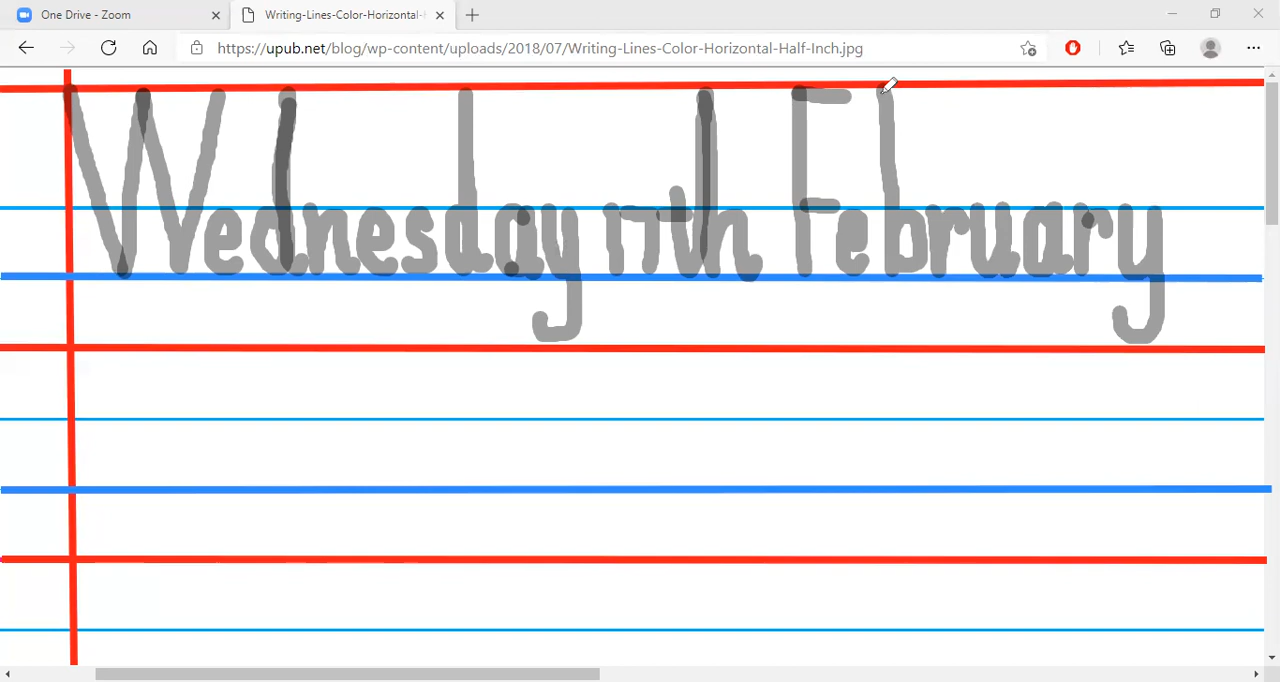 One Drive - Zoom
Writing-Lines-Color-Horizontal-
https://upub.net/blog/wp-content/uploads/2018/07/Writing-Lines-Color-Horizontal-Half-Inch.jpg
Wednesday 17th February